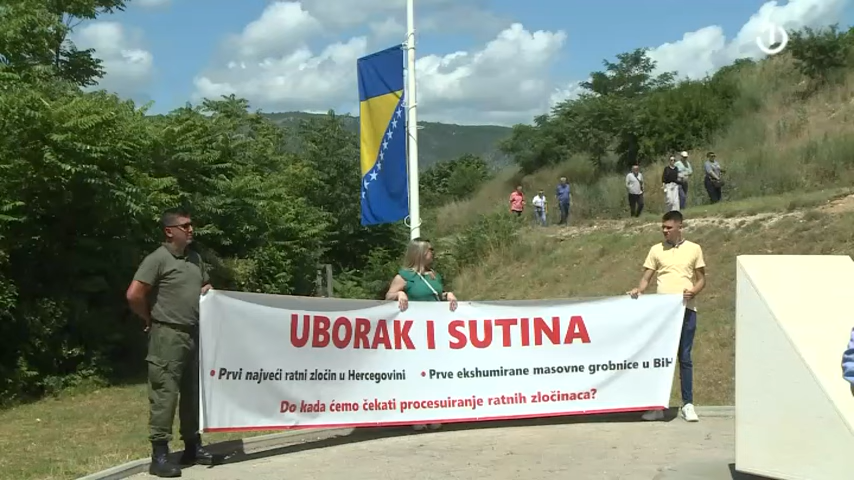 UBORAK I SUTINA
• Prvi najveći ratni zločin u Hercegovini • Prve ekshumirane masovne grobnice u BiH
Do kada ćemo čekati procesuiranje ratnih zločinaca?